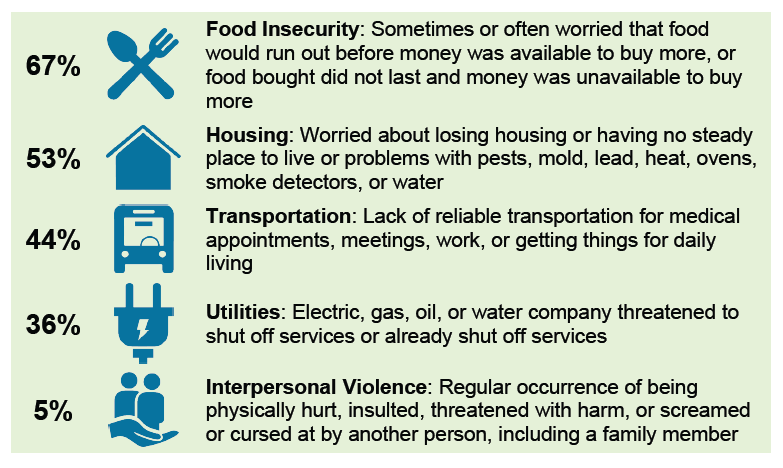 67%
Food Insecurity: Sometimes or often worried that food
would run out before money was available to buy more, or
food bought did not last and money was unavailable to buy
more
53%
Housing: Worried about losing housing or having no steady
place to live or problems with pests, mold, lead, heat, ovens,
smoke detectors, or water
44%
Transportation: Lack of reliable transportation for medical
appointments, meetings, work, or getting things for daily
living
36%
Utilities: Electric, gas, oil, or water company threatened to
shut off services or already shut off services
5%
Interpersonal Violence: Regular occurrence of being
physically hurt, insulted, threatened with harm, or screamed
or cursed at by another person, including a family member